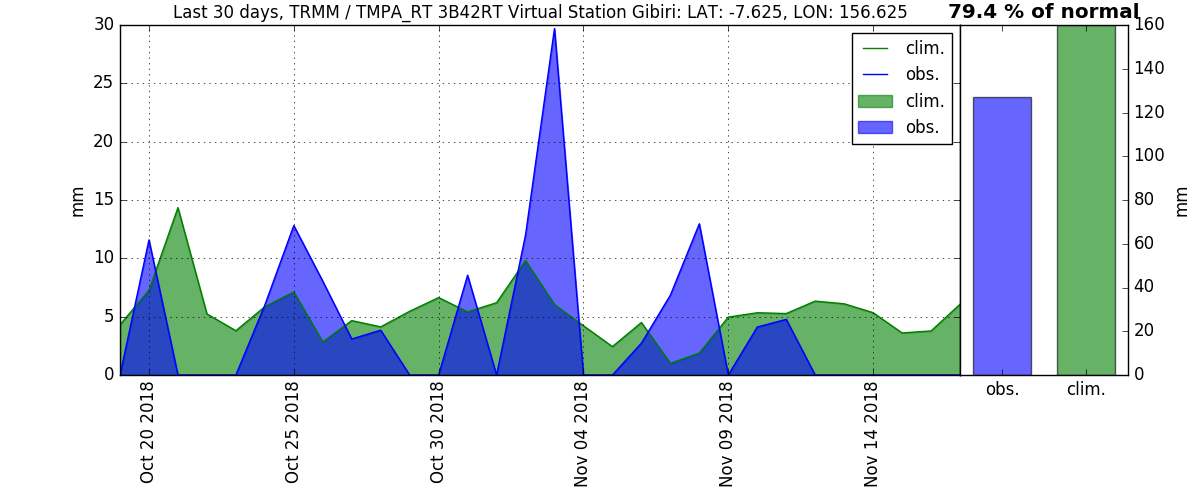 Last 30 days, TRMM / TMPA_RT 3B42RT Virtual Station Gibiri: LAT: -7.625, LON: 156.625
79.4 % of normal
30
25
20
15
10
5
0
mm
clim.
obs.
clim.
obs.
160
140
120
100
80
60
40
20
0
mm
obs.
clim.
Oct 20 2018
Oct 25 2018
Oct 30 2018
Nov 04 2018
Nov 09 2018
Nov 14 2018